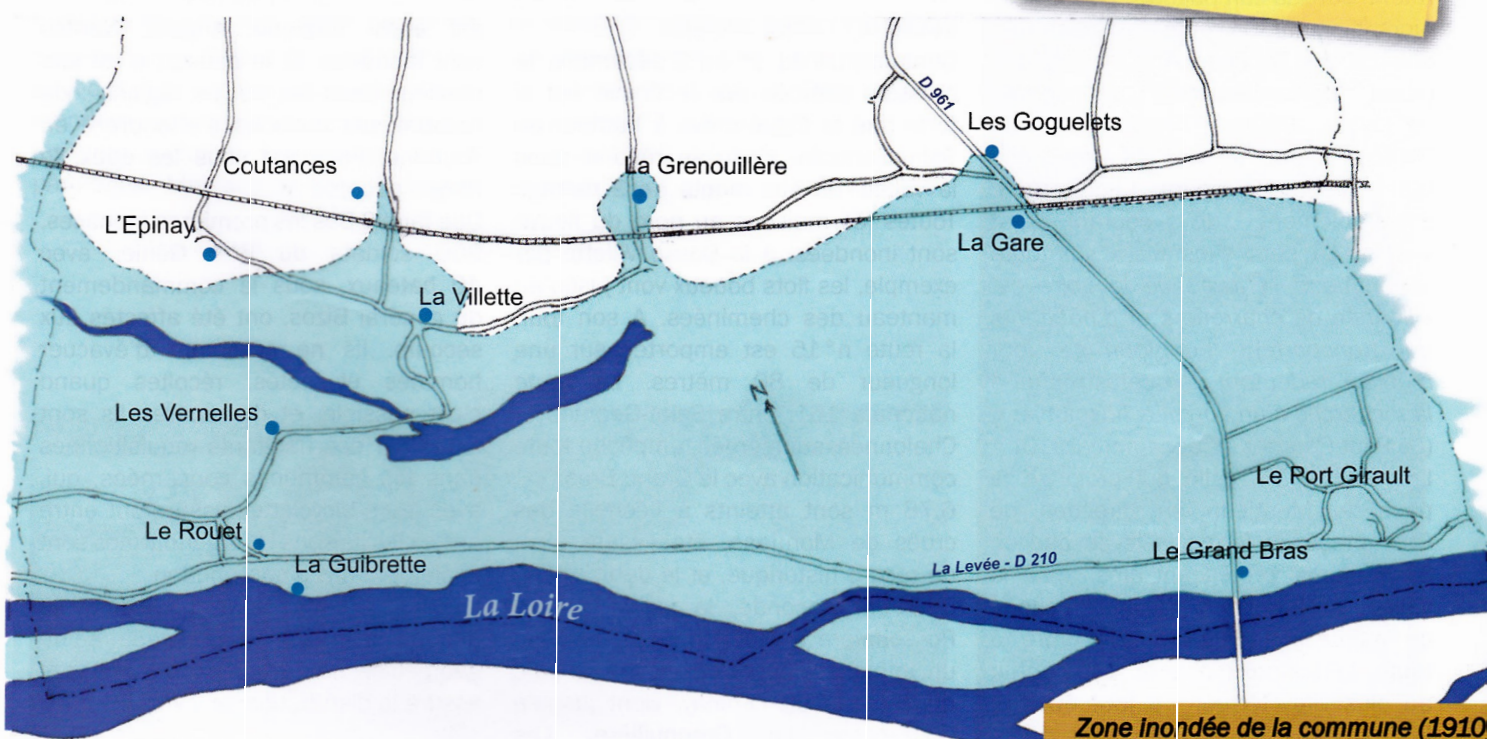 D 961
Les Goguelets
Coutances
La Grenouillère
L'Epinay
La Gare
La Villette
N
Les Vernelles
Le Port Girault
Le Rouet
La Guibrette
Le Grand Bras
La Levée - D 210
La Loire
Zone inondée de la commune (1910